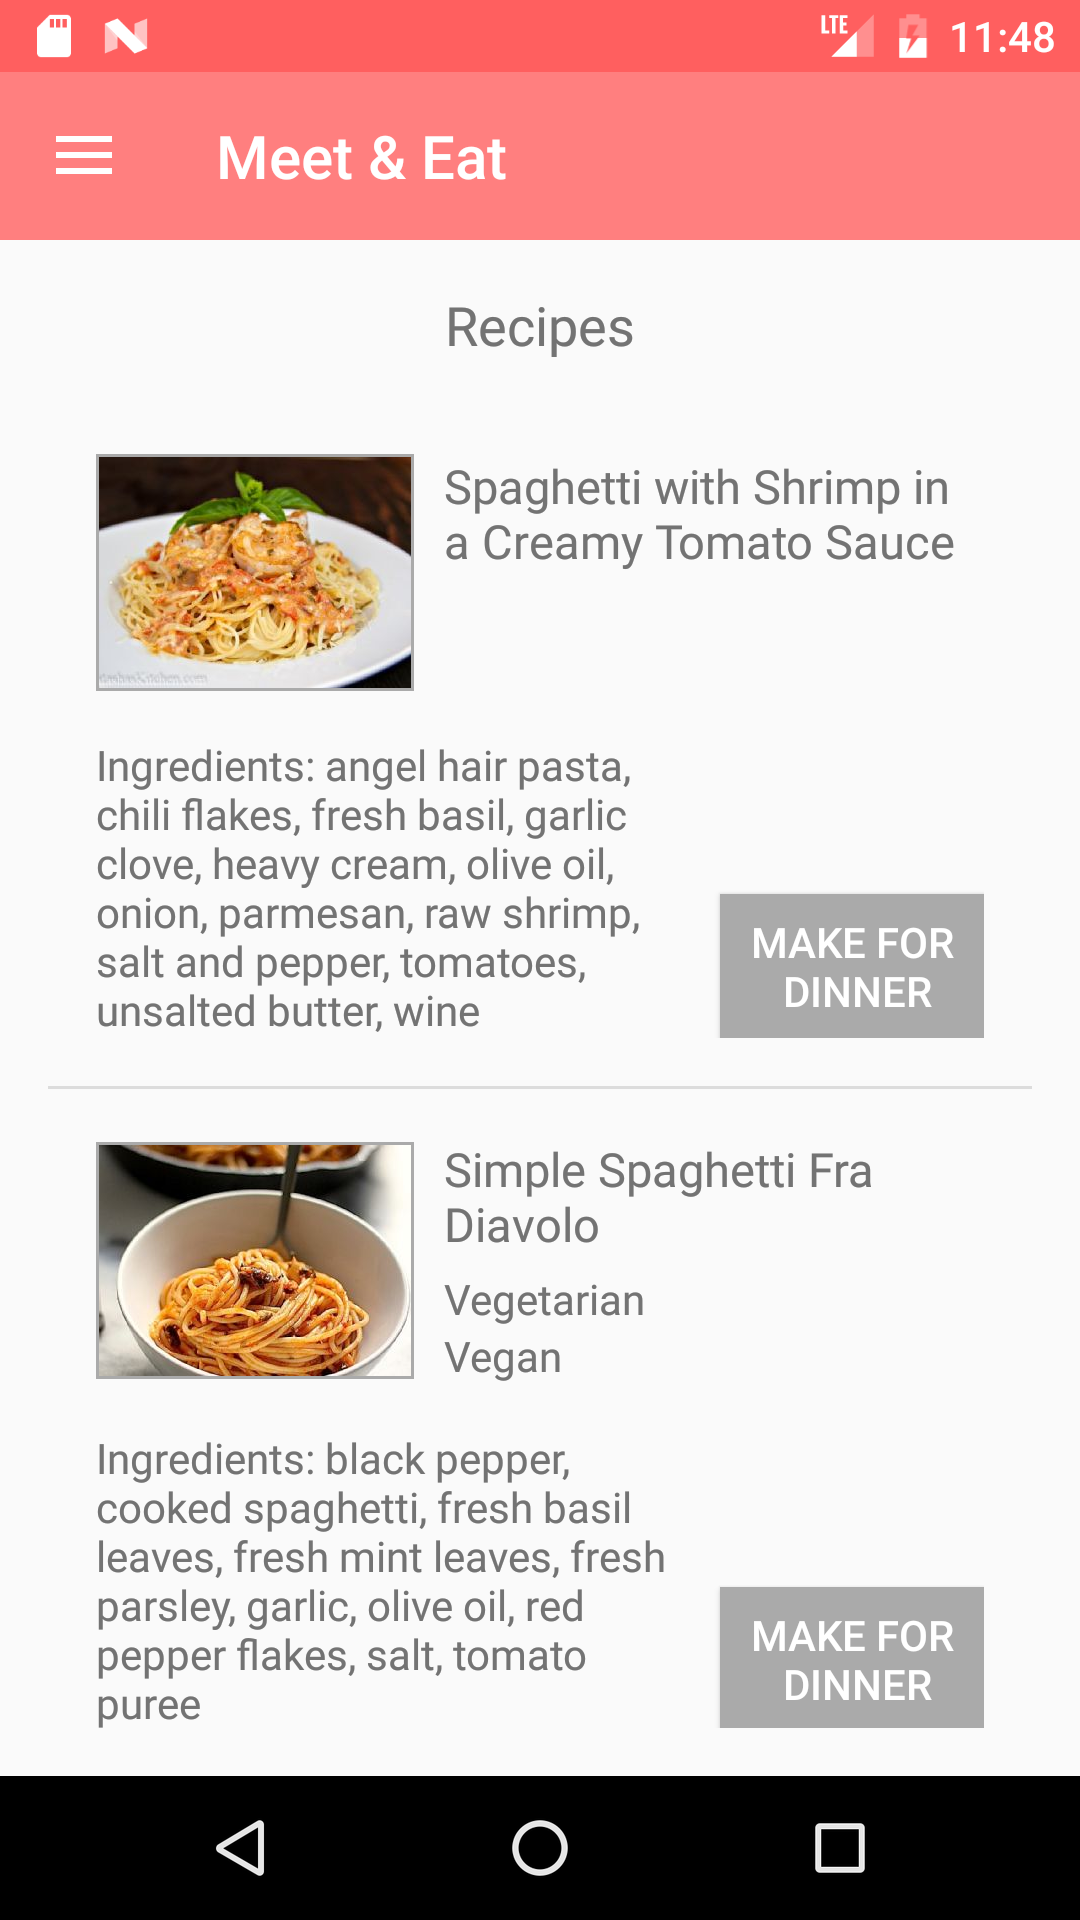 LTE 11:48
Meet & Eat
Recipes
Spaghetti with Shrimp in
a Creamy Tomato Sauce
Ingredients: angel hair pasta,
chili flakes, fresh basil, garlic
clove, heavy cream, olive oil,
onion, parmesan, raw shrimp,
salt and pepper, tomatoes,
unsalted butter, wine
MAKE FOR
DINNER
Simple Spaghetti Fra
Diavolo
Vegetarian
Vegan
Ingredients: black pepper,
cooked spaghetti, fresh basil
leaves, fresh mint leaves, fresh
parsley, garlic, olive oil, red
pepper flakes, salt, tomato
puree
MAKE FOR
DINNER